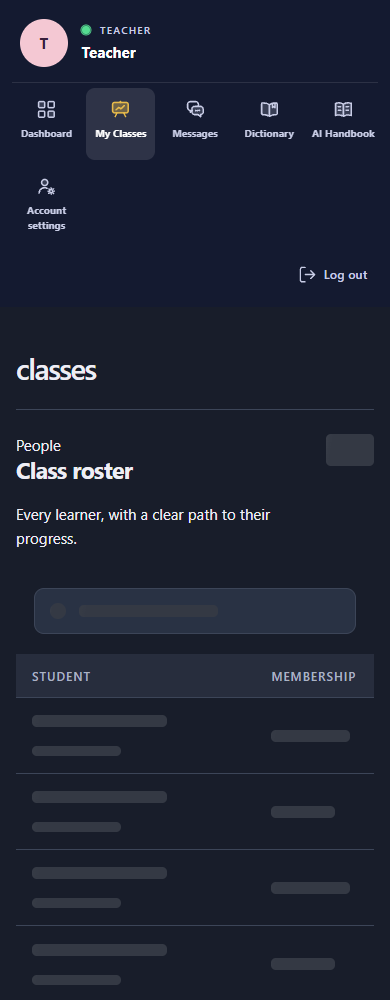 T
TEACHER
Teacher
Dashboard
My Classes
Messages
Dictionary
AI Handbook
Account
settings
Log out
classes
People
Class roster
Every learner, with a clear path to their
progress.
STUDENT
MEMBERSHIP